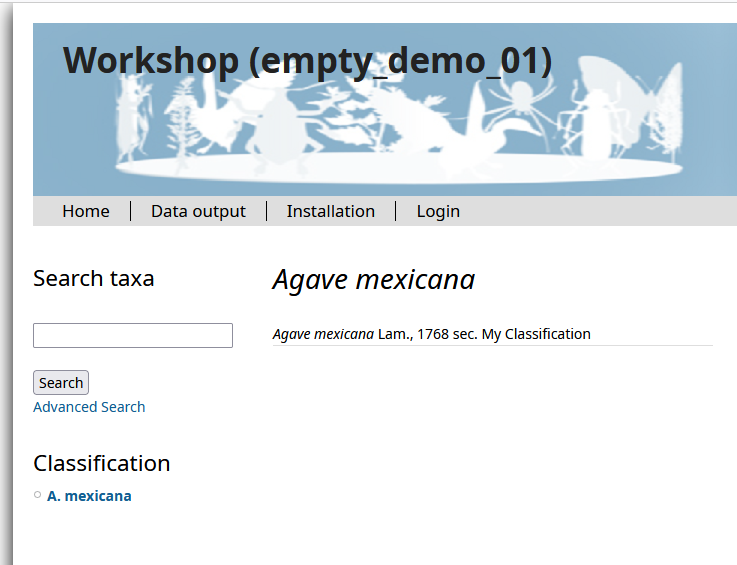 Workshop (empty_demo_01)
Home
Data output
Installation
Login
Search taxa
Search
Advanced Search
Classification
A. mexicana
Agave mexicana
Agave mexicana Lam., 1768 sec. My Classification